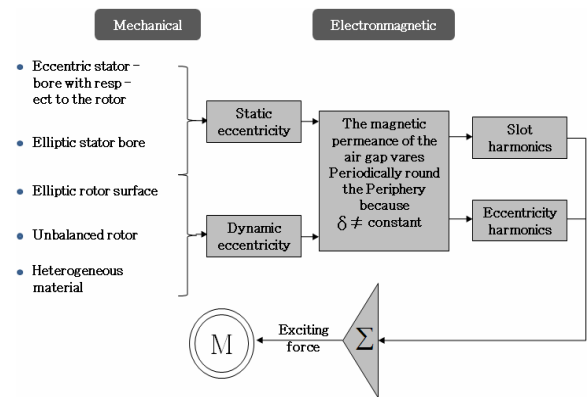 Mechanical
Electronmagnetic
Eccentric stator –
bore with resp –
ect to the rotor
Elliptic stator bore
Elliptic rotor surface
Unbalanced rotor
Heterogeneous
material
Static
eccentricity
Dynamic
eccentricity
The magnetic
permeance of the
air gap vares
Periodically round
the Periphery
because
δ ≠ constant
Slot
harmonics
Eccentricity
harmonics
Σ
Exciting
force
M